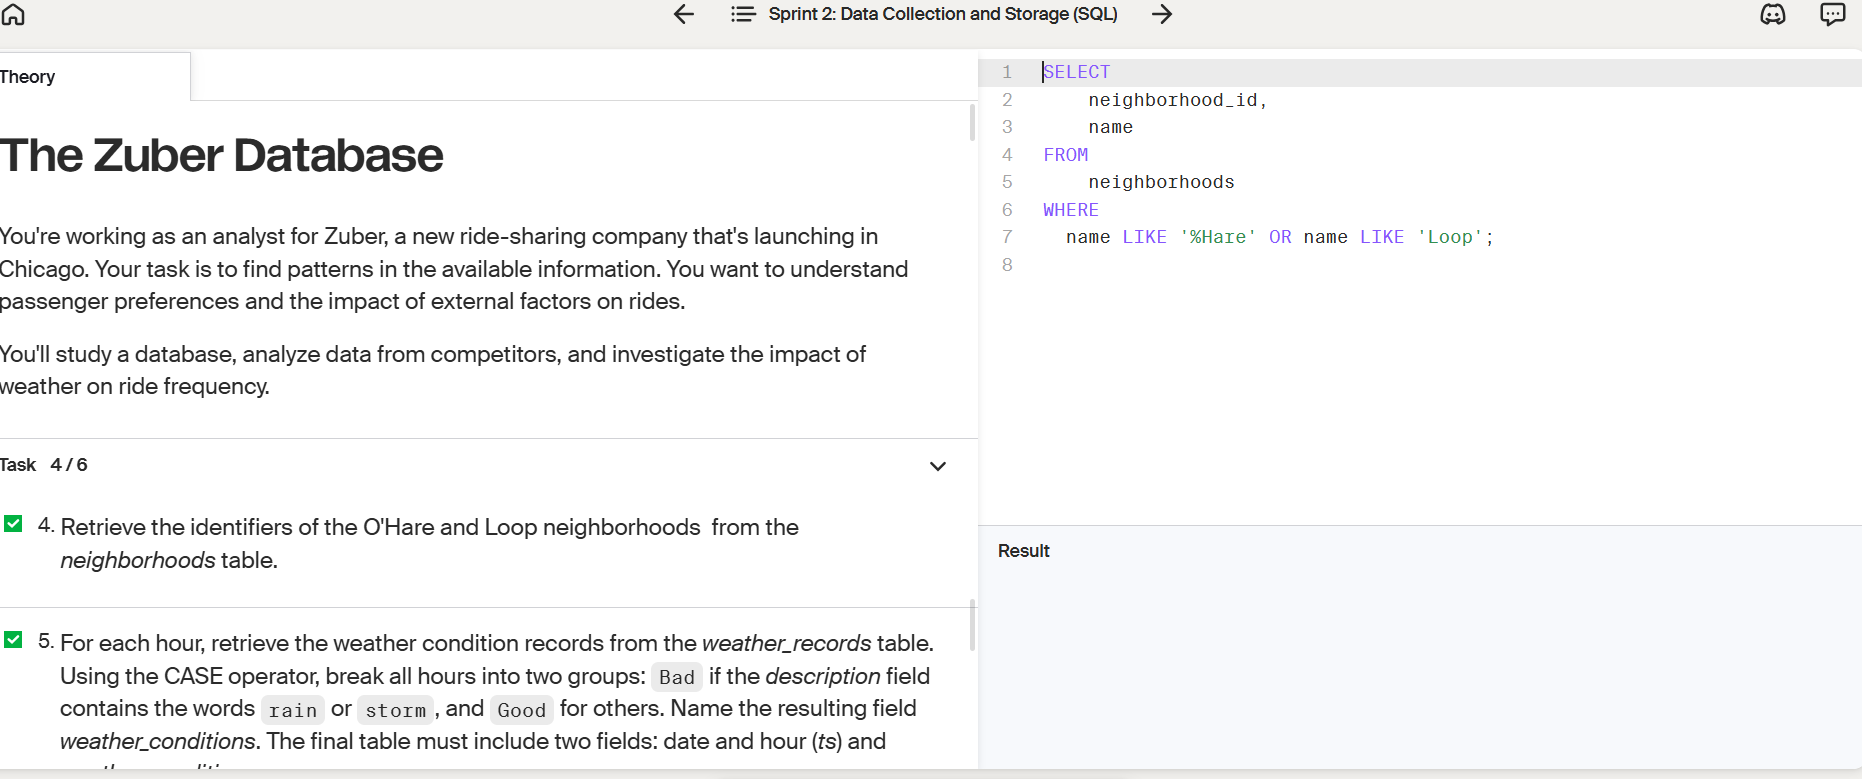 Sprint 2: Data Collection and Storage (SQL)
Theory
The Zuber Database
You're working as an analyst for Zuber, a new ride-sharing company that's launching in
Chicago. Your task is to find patterns in the available information. You want to understand
passenger preferences and the impact of external factors on rides.
You'll study a database, analyze data from competitors, and investigate the impact of
weather on ride frequency.
Task 4 / 6
4. Retrieve the identifiers of the O'Hare and Loop neighborhoods from the
neighborhoods table.
5. For each hour, retrieve the weather condition records from the weather_records table.
Using the CASE operator, break all hours into two groups: Bad if the description field
contains the words rain or storm, and Good for others. Name the resulting field
weather_conditions. The final table must include two fields: date and hour (ts) and
1 SELECT
2 neighborhood_id,
3 name
4 FROM
5 neighborhoods
6 WHERE
7 name LIKE '%Hare' OR name LIKE 'Loop';
8
Result